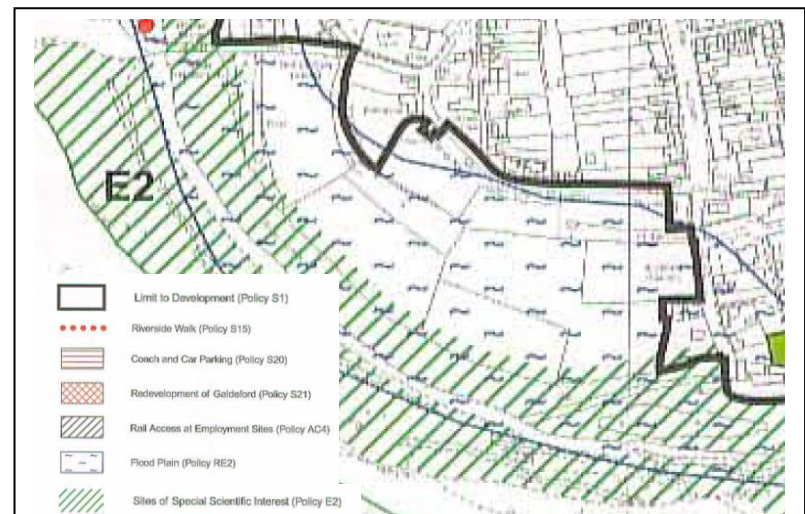 E2
Limit to Development (Policy S1)
Riverside Walk (Policy S15)
Coach and Car Parking (Policy S20)
Redevelopment of Galdeford (Policy S21)
Rail Access at Employment Sites (Policy AC4)
Flood Plain (Policy RE2)
Sites of Special Scientific Interest (Policy E2)